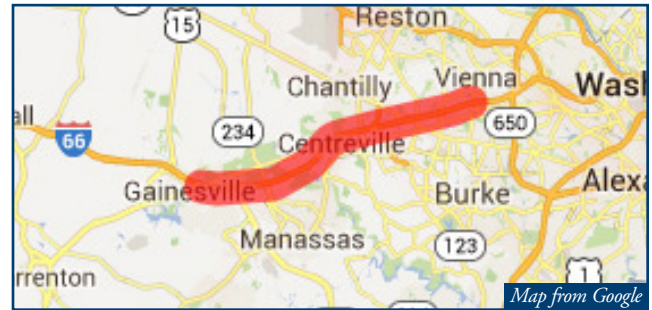 15
Reston
Chantilly
Vienna
Wash
all
66
234
650
Centreville
Gainesville
Burke
Alexa
Manassas
123
rrenton
1
Map from Google